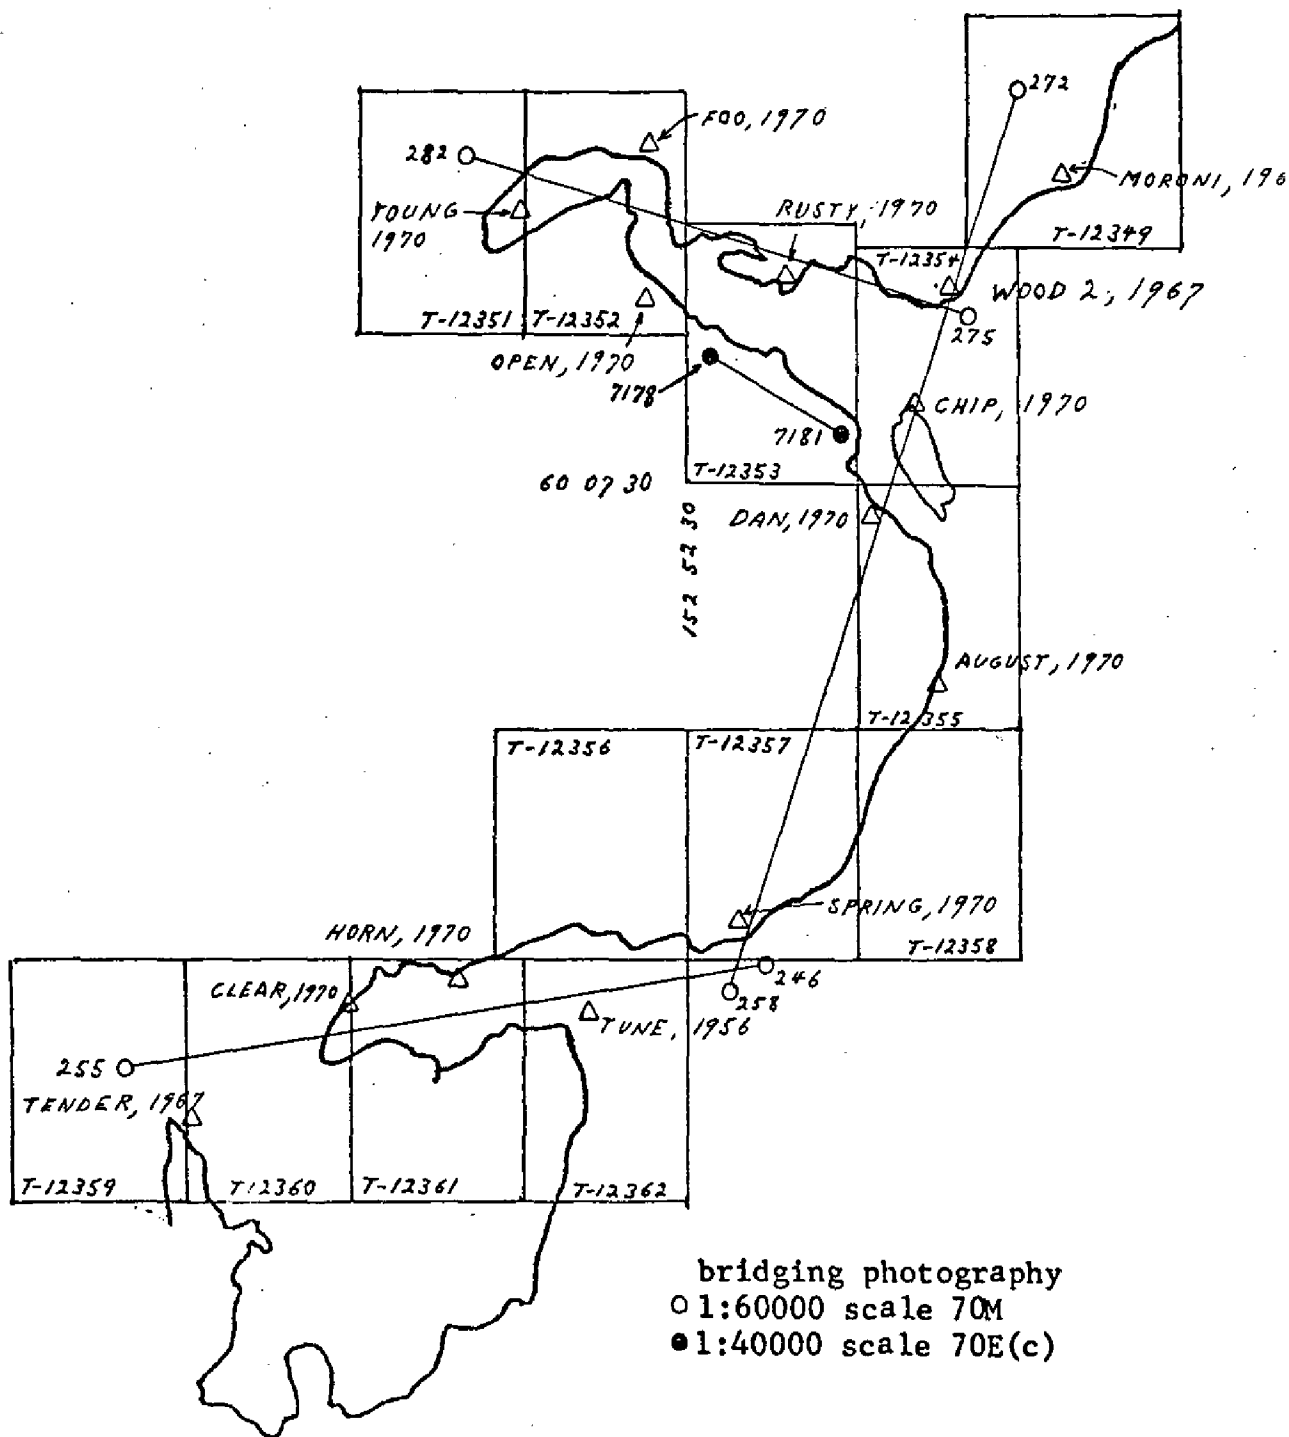 272
FOO, 1970
282
MORONI, 196
YOUNG
1970
RUSTY, 1970
T-12349
T-12354
WOOD 2, 1967
T-12351
T-12352
275
OPEN, 1970
7178
CHIP, 1970
7181
T-12353
60 07 30
152 52 30
DAN, 1970
AUGUST, 1970
T-12355
T-12356
T-12357
SPRING, 1970
HORN, 1970
T-12358
246
CLEAR, 1970
258
TUNE, 1956
255
TENDER, 1967
T-12359
T-12360
T-12361
T-12362
bridging photography
1:60000 scale 70M
1:40000 scale 70E(c)